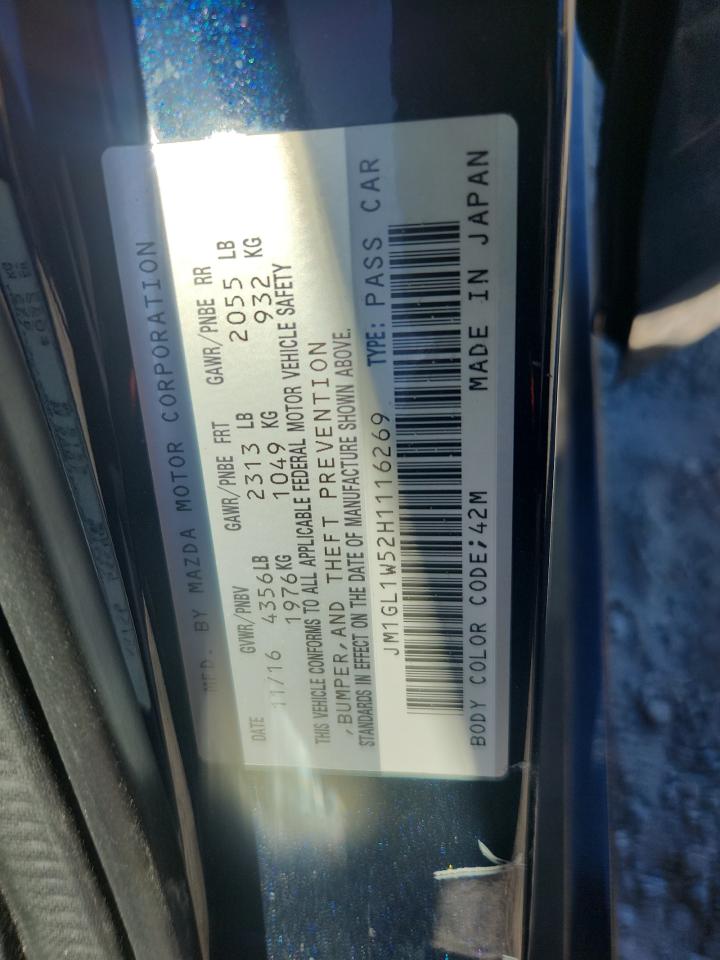 MFD. BY MAZDA MOTOR CORPORATION
DATE GVWR/PNBV GAWR/PNBE FRT GAWR/PNBE RR
11/16 4356LB 2313 LB 2055 LB
1976KG 1049 KG 932 KG
THIS VEHICLE CONFORMS TO ALL APPLICABLE FEDERAL MOTOR VEHICLE SAFETY
,BUMPER,AND THEFT PREVENTION
STANDARDS IN EFFECT ON THE DATE OF MANUFACTURE SHOWN ABOVE.
JM1GL1W52H1116269 TYPE: PASS CAR
BODY COLOR CODE;42M MADE IN JAPAN